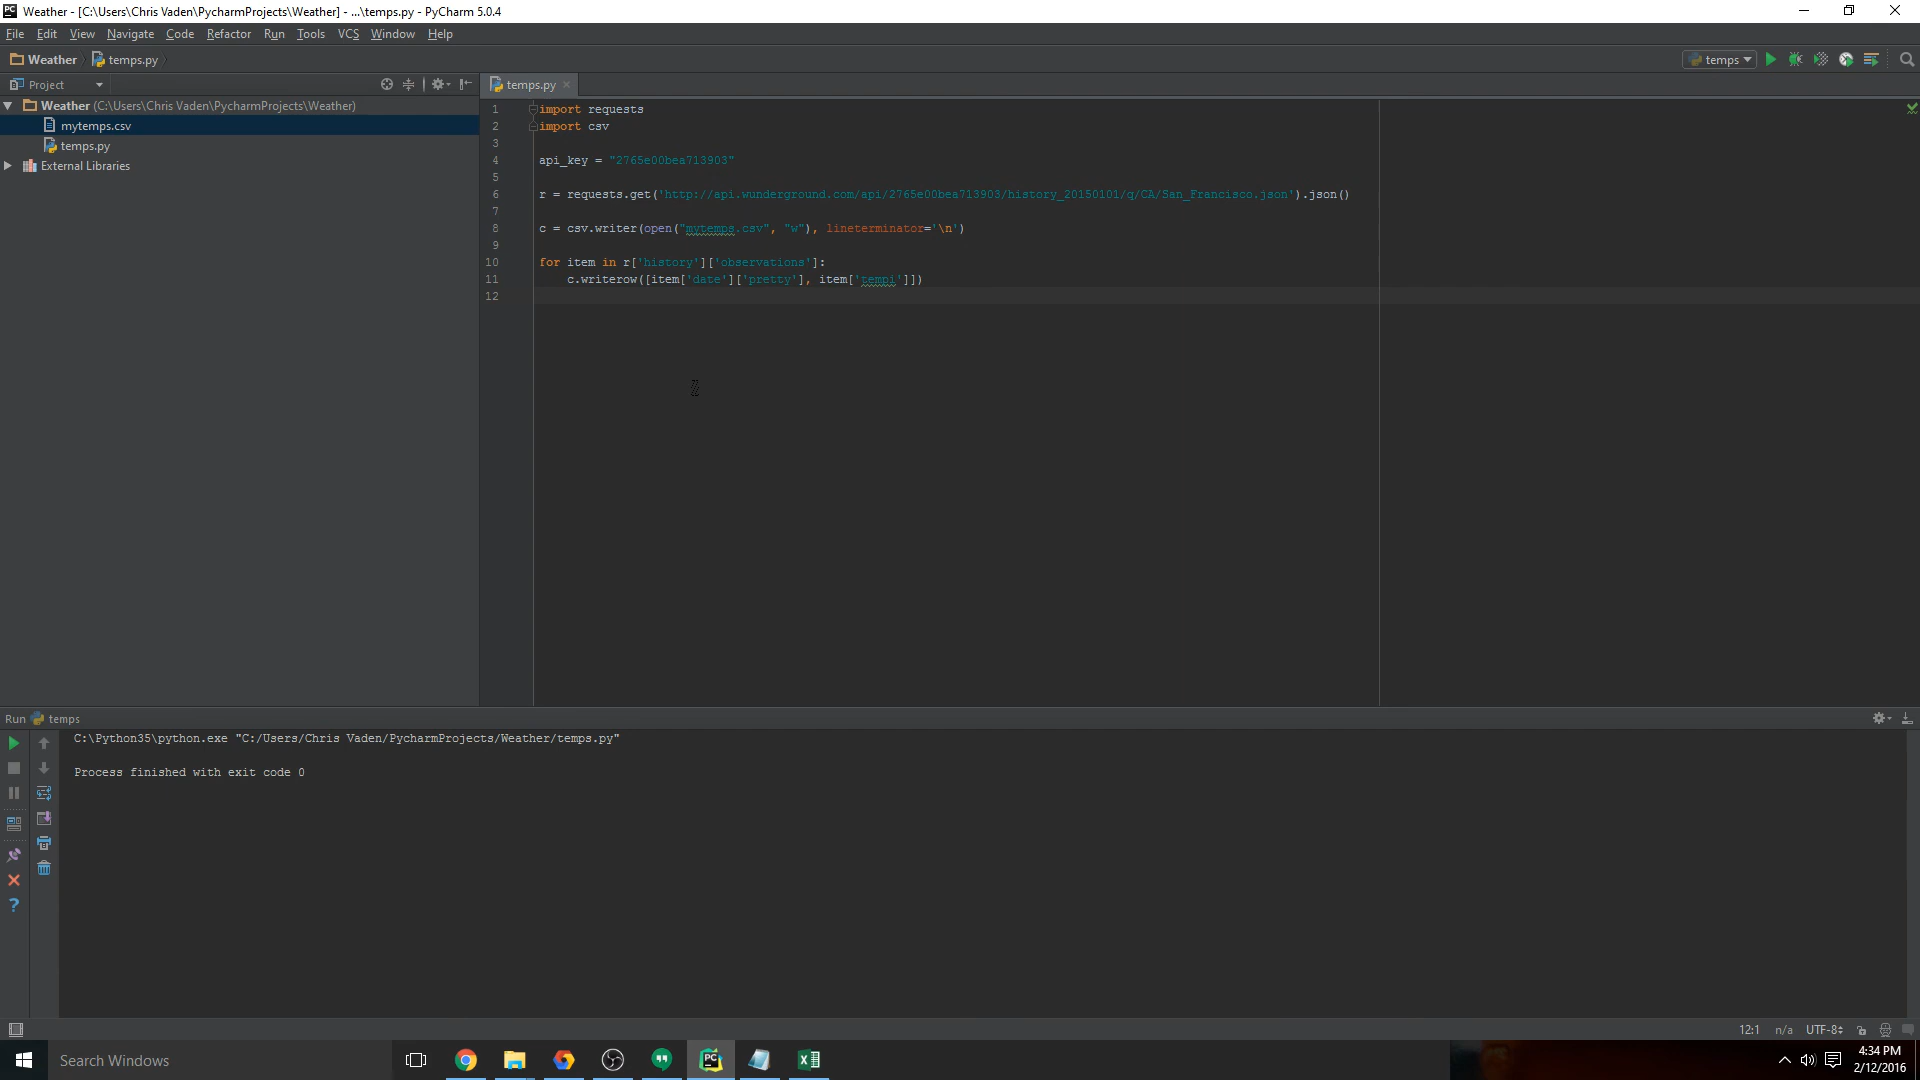 Weather - [C:\Users\Chris Vaden\PycharmProjects\Weather] - ...\temps.py - PyCharm 5.0.4
File Edit View Navigate Code Refactor Run Tools VCS Window Help
Weather temps.py temps
Project temps.py
Weather (C:\Users\Chris Vaden\PycharmProjects\Weather)
mytemps.csv
temps.py
External Libraries
1 import requests
2 import csv
3
4 api_key = "2765e00bea713903"
5
6 r = requests.get('http://api.wunderground.com/api/2765e00bea713903/history_20150101/q/CA/San_Francisco.json').json()
7
8 c = csv.writer(open("mytemps.csv", "w"), lineterminator='\n')
9
10 for item in r['history']['observations']:
11 c.writerow([item['date']['pretty'], item['tempi']])
12
Run temps
C:\Python35\python.exe "C:/Users/Chris Vaden/PycharmProjects/Weather/temps.py"
Process finished with exit code 0
12:1 n/a UTF-8
Search Windows
4:34 PM
2/12/2016